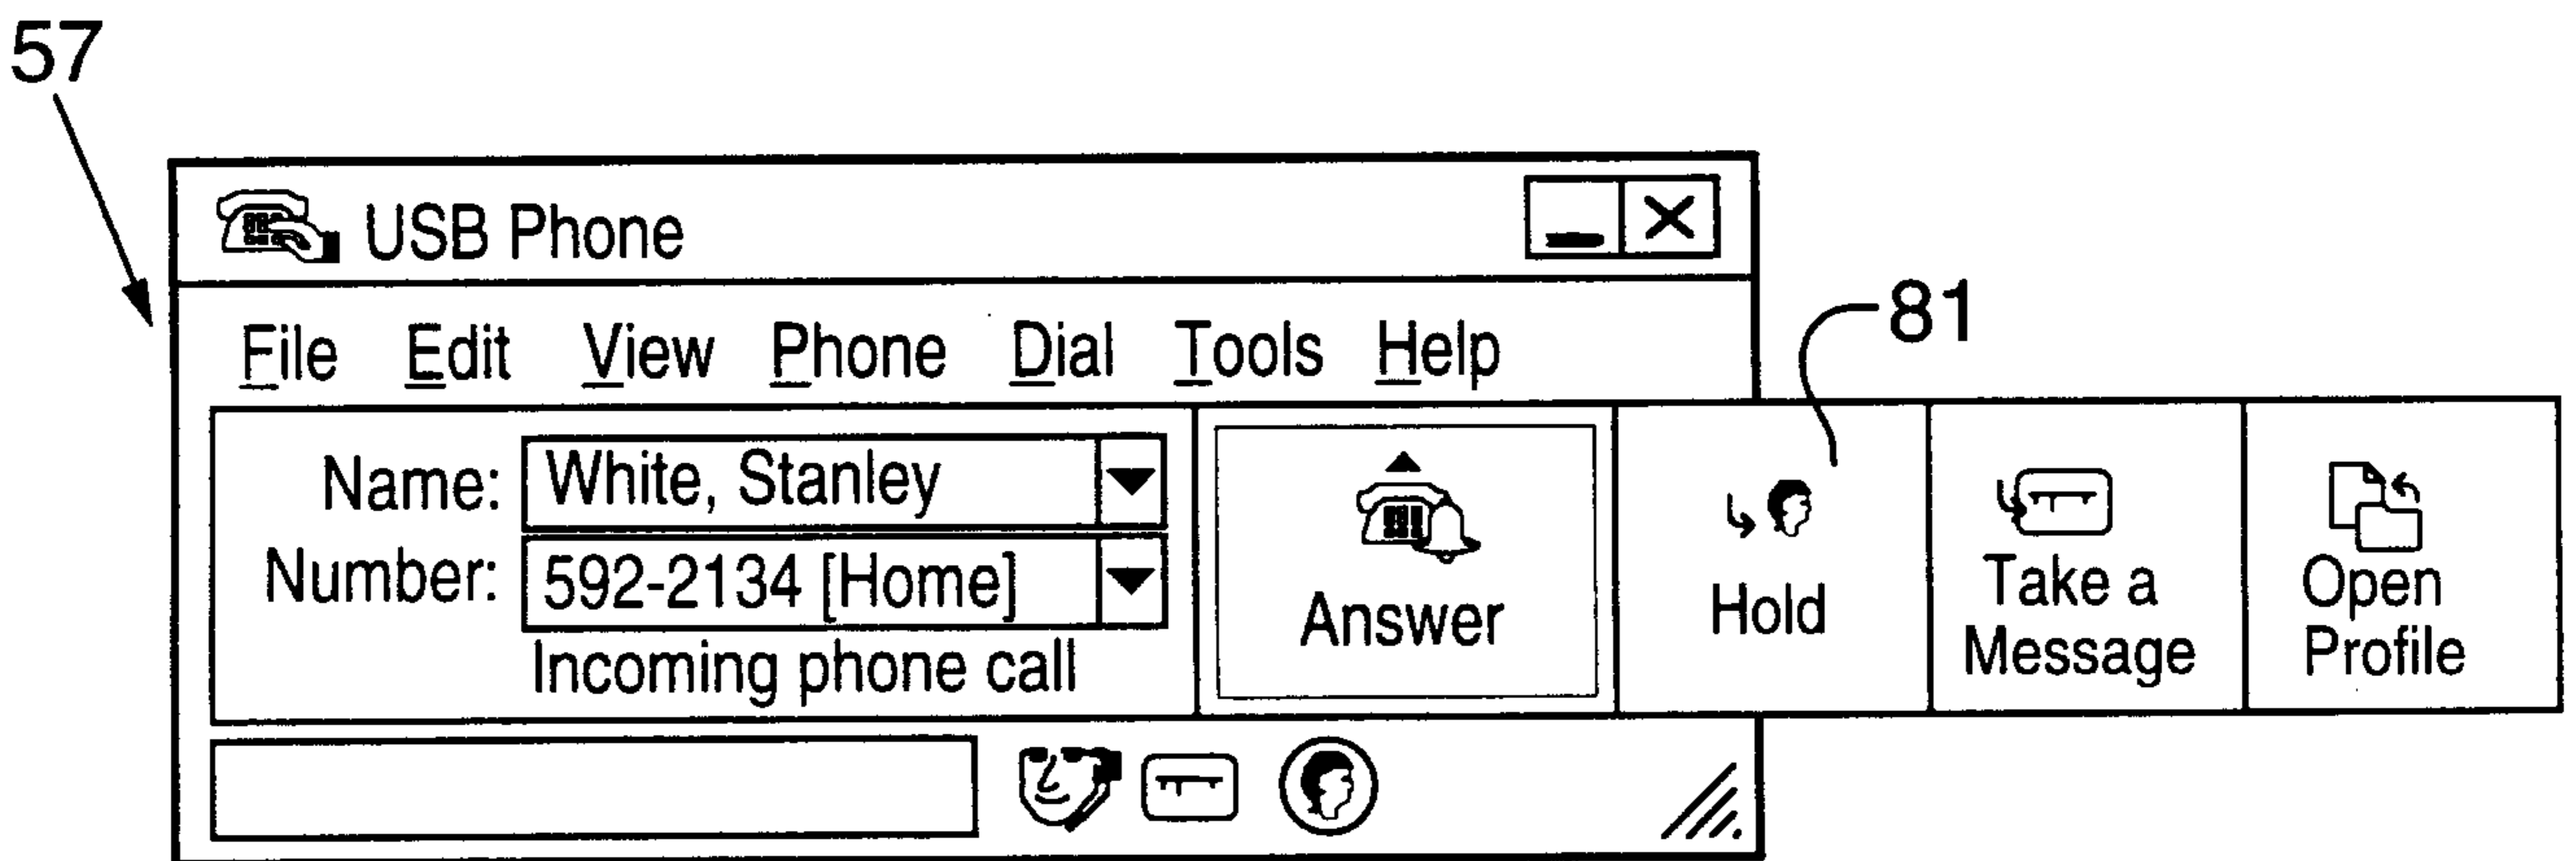 57
USB Phone
File Edit View Phone Dial Tools Help
81
Name: White, Stanley
Number: 592-2134 [Home]
Incoming phone call
Answer
Hold
Take a
Message
Open
Profile